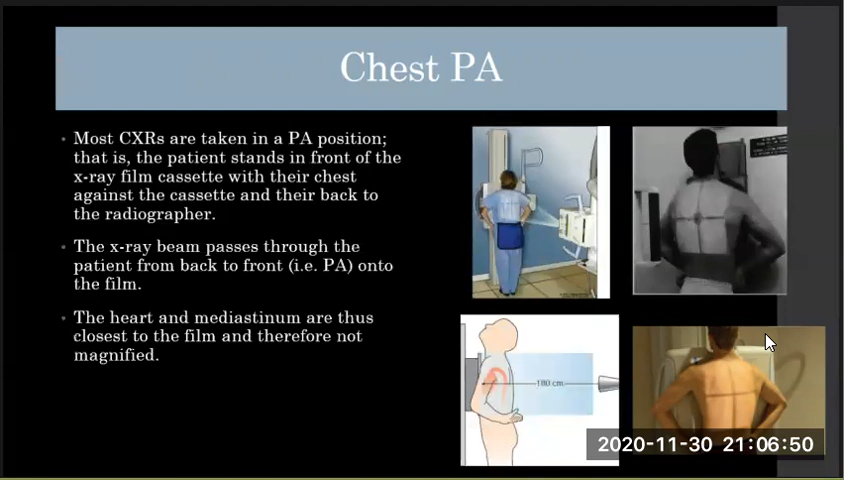 Chest PA
• Most CXRs are taken in a PA position;
that is, the patient stands in front of the
x-ray film cassette with their chest
against the cassette and their back to
the radiographer.
• The x-ray beam passes through the
patient from back to front (i.e. PA) onto
the film.
• The heart and mediastinum are thus
closest to the film and therefore not
magnified.
180 cm
2020-11-30 21:06:50